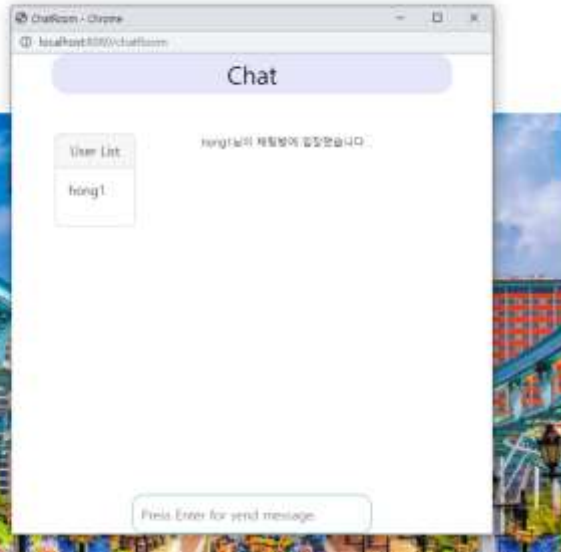 ChatRoom - Chrome
localhost:8080/chatRoom
Chat
User List
hong1님이 채팅방에 입장했습니다
hong1
Press Enter for send message.